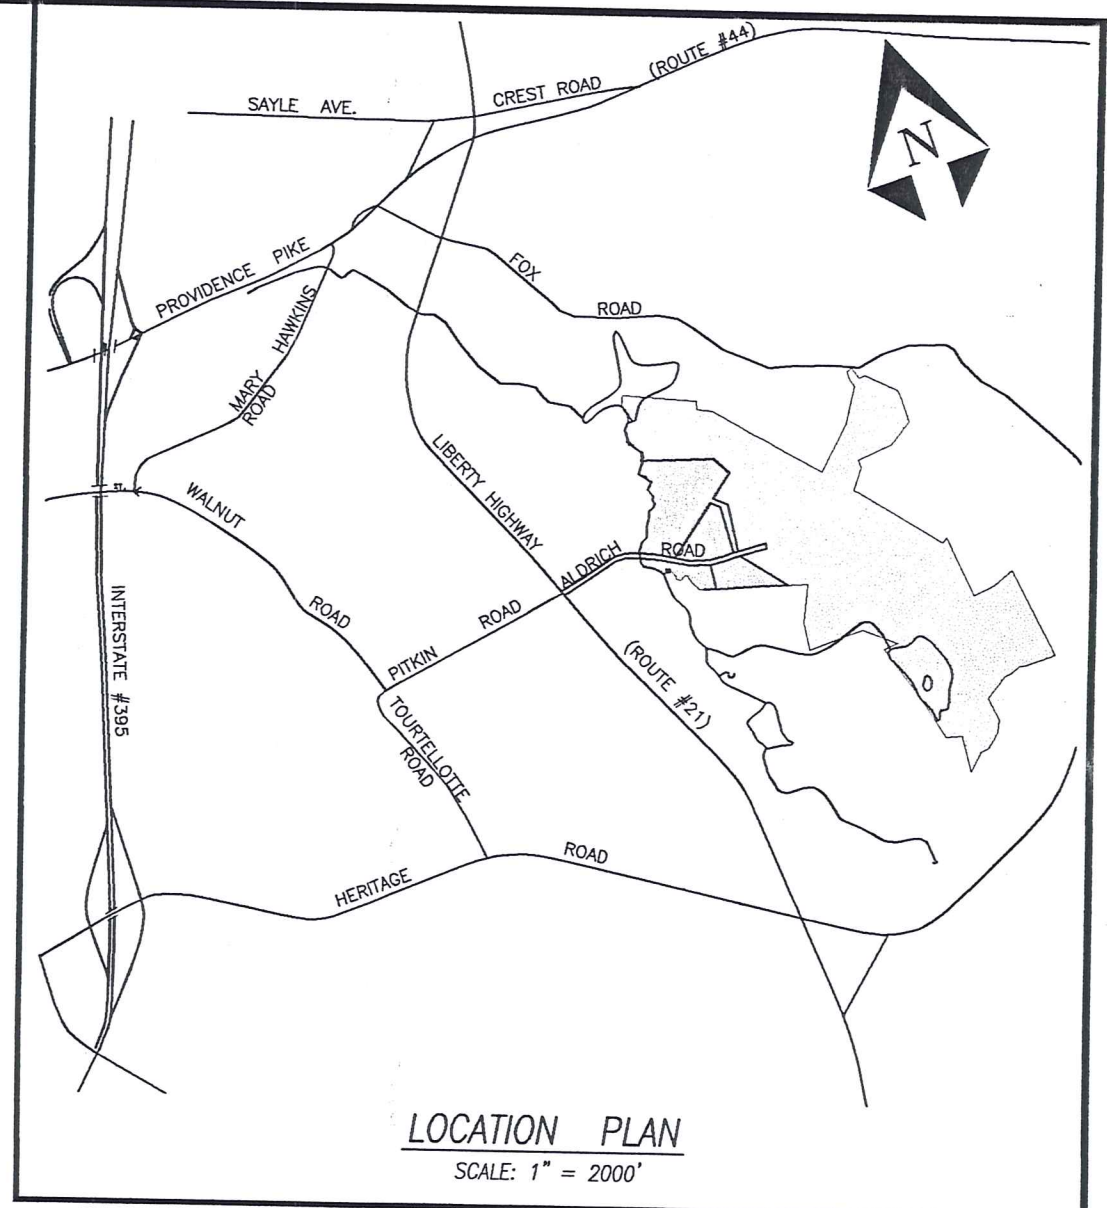 (ROUTE #44)
CREST ROAD
SAYLE AVE.
N
PROVIDENCE PIKE
FOX
ROAD
MARY HAWKINS
ROAD
LIBERTY HIGHWAY
(ROUTE #21)
ST.
WALNUT
ROAD
ALDRICH ROAD
PITKIN ROAD
INTERSTATE #395
TOURTELLOTTE
ROAD
HERITAGE ROAD
LOCATION PLAN
SCALE: 1" = 2000'